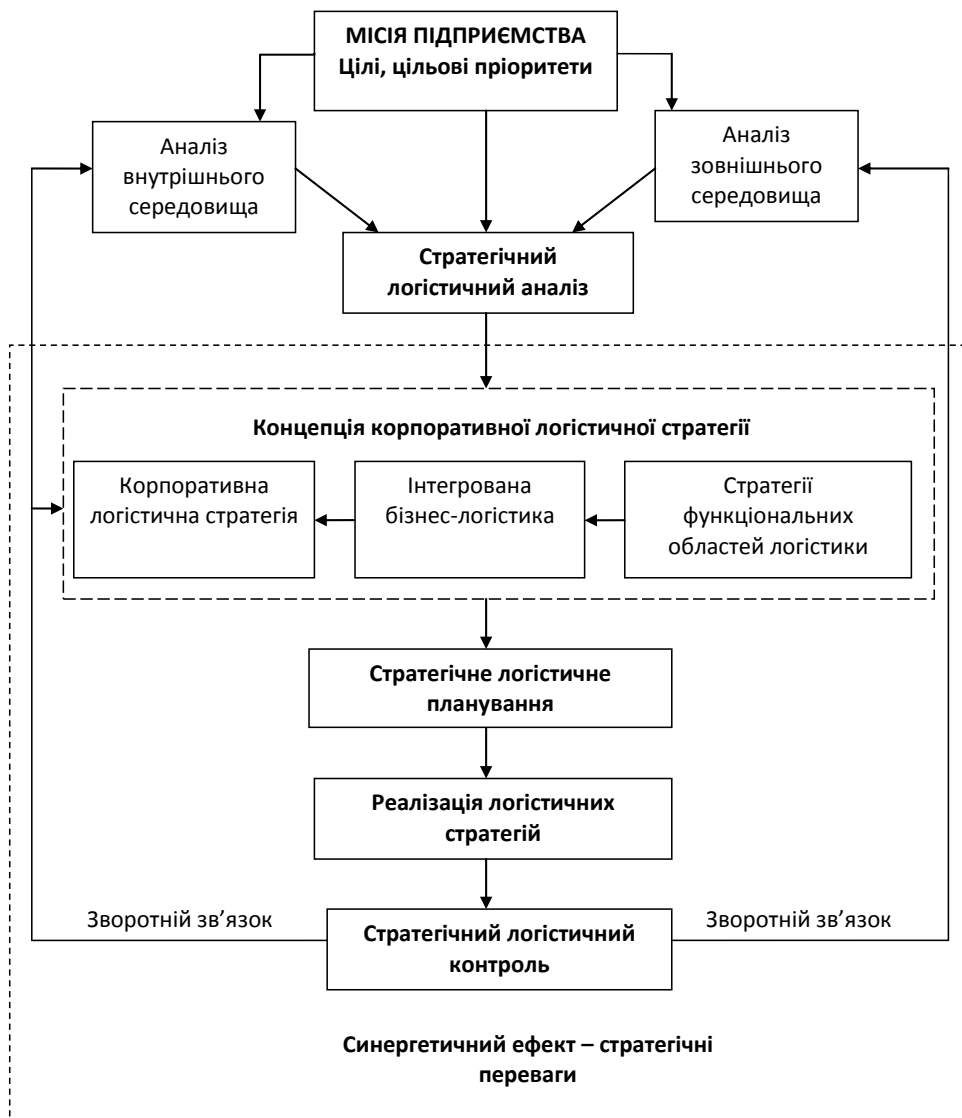 МІСІЯ ПІДПРИЄМСТВА
Цілі, цільові пріоритети
Аналіз
внутрішнього
середовища
Аналіз
зовнішнього
середовища
Стратегічний
логістичний аналіз
Концепція корпоративної логістичної стратегії
Корпоративна
логістична стратегія
Інтегрована
бізнес-логістика
Стратегії
функціональних
областей логістики
Стратегічне логістичне
планування
Реалізація логістичних
стратегій
Зворотній зв’язок
Стратегічний логістичний
контроль
Зворотній зв’язок
Синергетичний ефект – стратегічні
переваги